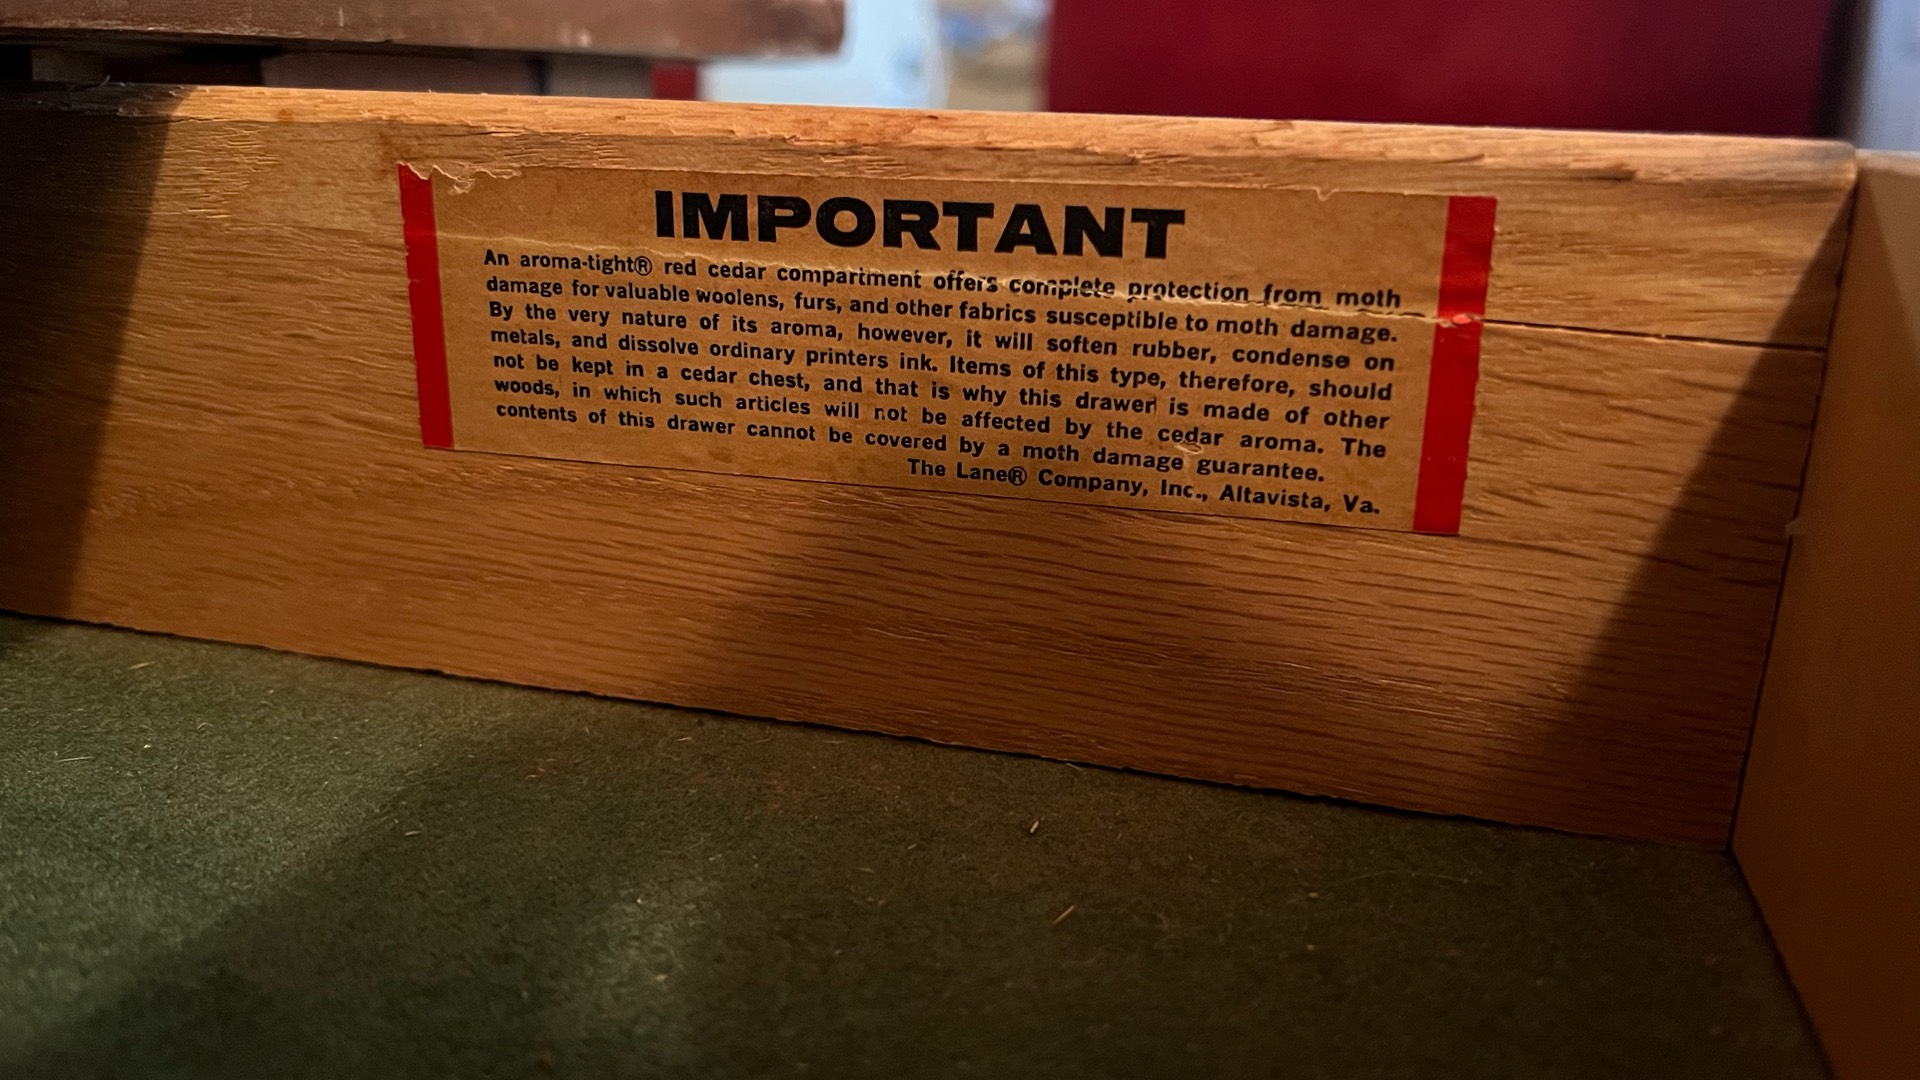 IMPORTANT
An aroma-tight® red cedar compartment offers complete protection from moth
damage for valuable woolens, furs, and other fabrics susceptible to moth damage.
By the very nature of its aroma, however, it will soften rubber, condense on
metals, and dissolve ordinary printers ink. Items of this type, therefore, should
not be kept in a cedar chest, and that is why this drawer is made of other
woods, in which such articles will not be affected by the cedar aroma. The
contents of this drawer cannot be covered by a moth damage guarantee.
The Lane® Company, Inc., Altavista, Va.